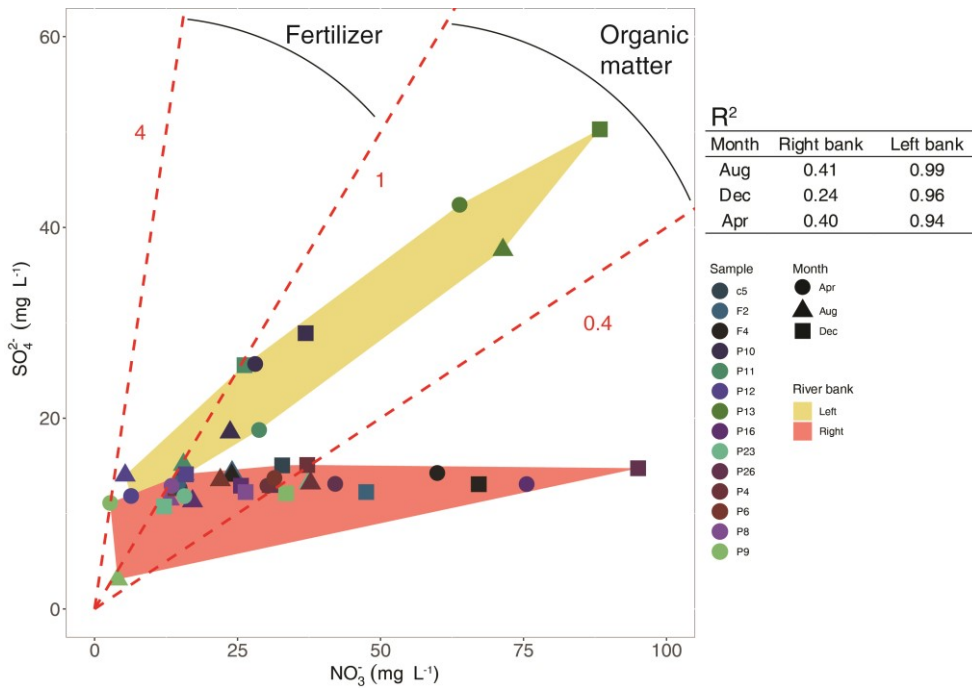 Fertilizer
Organic
matter
4
1
0.4
60
40
20
0
SO₄²⁻ (mg L⁻¹)
0
25
50
75
100
NO₃⁻ (mg L⁻¹)
R²
Month Right bank Left bank
Aug 0.41 0.99
Dec 0.24 0.96
Apr 0.40 0.94
Sample
c5
F2
F4
P10
P11
P12
P13
P16
P23
P26
P4
P6
P8
P9
Month
Apr
Aug
Dec
River bank
Left
Right